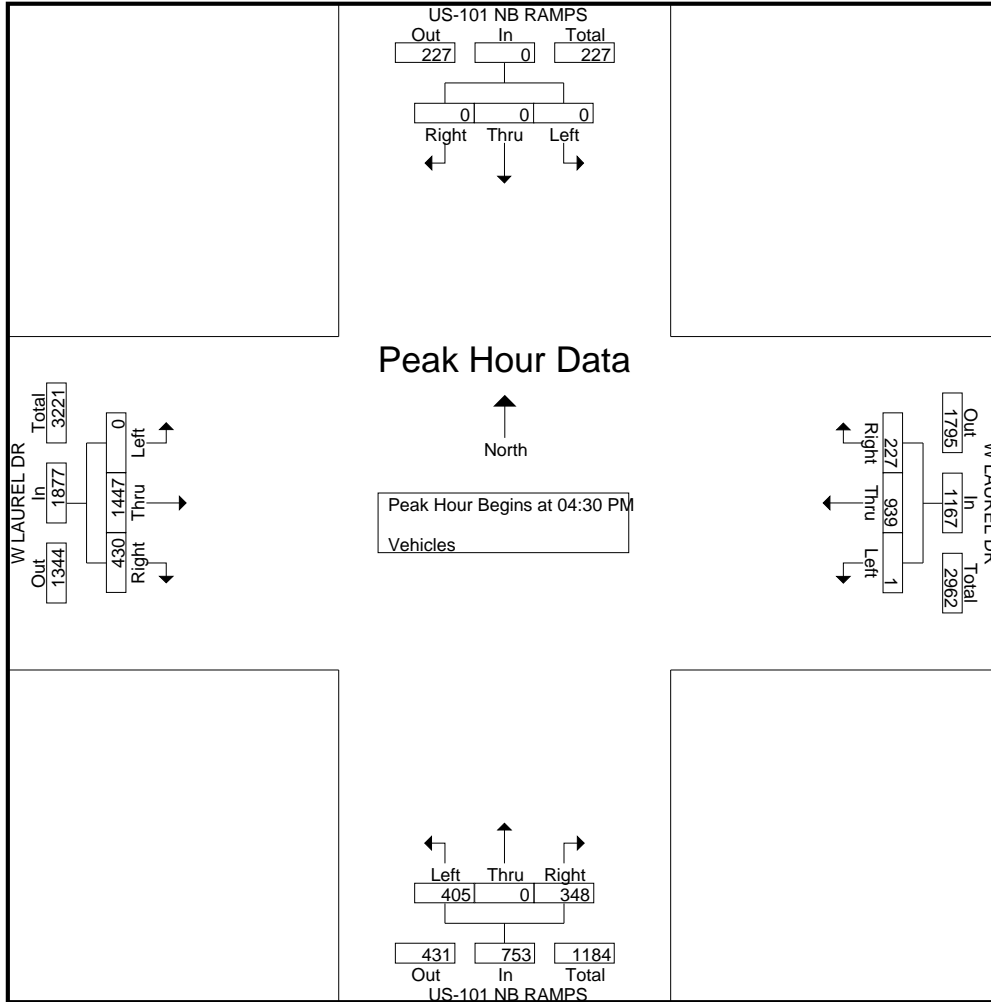 US-101 NB RAMPS
Out In Total
227 0 227
0 0 0
Right Thru Left
Peak Hour Data
North
Peak Hour Begins at 04:30 PM
Vehicles
W LAUREL DR
Total In Out
3221 1877 1344
0 1447 430
Left Thru Right
W LAUREL DR
Out In Total
1795 1167 2962
227 939 1
Right Thru Left
Left Thru Right
405 0 348
431 753 1184
Out In Total
US-101 NB RAMPS